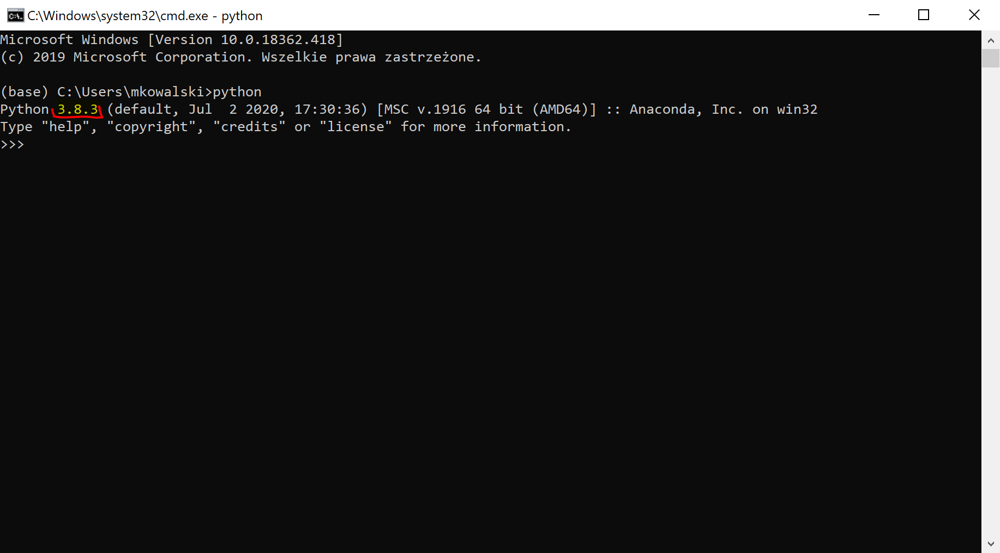 C:\Windows\system32\cmd.exe - python
Microsoft Windows [Version 10.0.18362.418]
(c) 2019 Microsoft Corporation. Wszelkie prawa zastrzeżone.
(base) C:\Users\mkowalski>python
Python 3.8.3 (default, Jul  2 2020, 17:30:36) [MSC v.1916 64 bit (AMD64)] :: Anaconda, Inc. on win32
Type "help", "copyright", "credits" or "license" for more information.
>>>